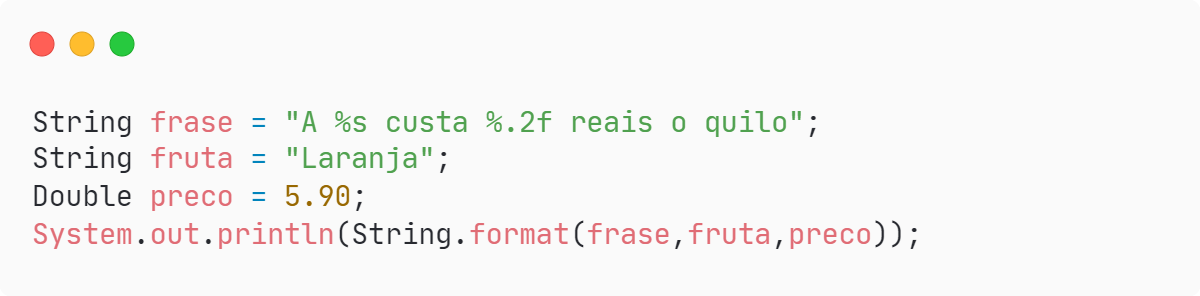 String frase = "A %s custa %.2f reais o quilo";
String fruta = "Laranja";
Double preco = 5.90;
System.out.println(String.format(frase,fruta,preco));